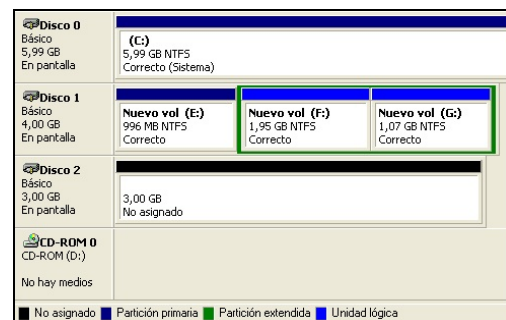 Disco 0
Básico
5,99 GB
En pantalla
(C:)
5,99 GB NTFS
Correcto (Sistema)
Disco 1
Básico
4,00 GB
En pantalla
Nuevo vol (E:)
996 MB NTFS
Correcto
Nuevo vol (F:)
1,95 GB NTFS
Correcto
Nuevo vol (G:)
1,07 GB NTFS
Correcto
Disco 2
Básico
3,00 GB
En pantalla
3,00 GB
No asignado
CD-ROM 0
CD-ROM (D:)
No hay medios
No asignado Partición primaria Partición extendida Unidad lógica